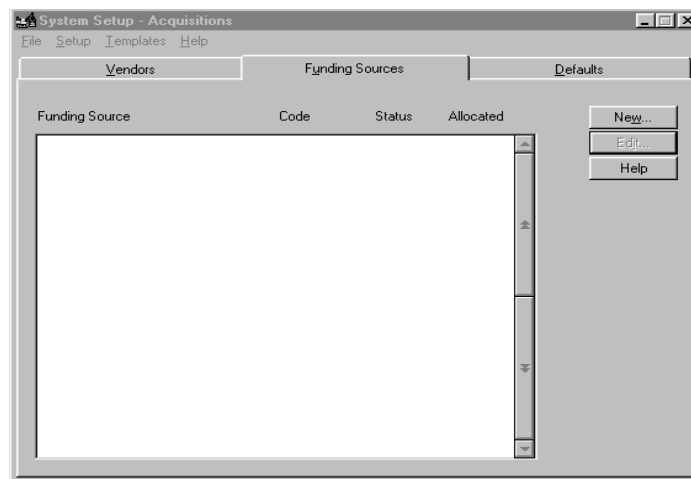 System Setup - Acquisitions
File Setup Templates Help
Vendors Funding Sources Defaults
Funding Source Code Status Allocated New...
Edit...
Help